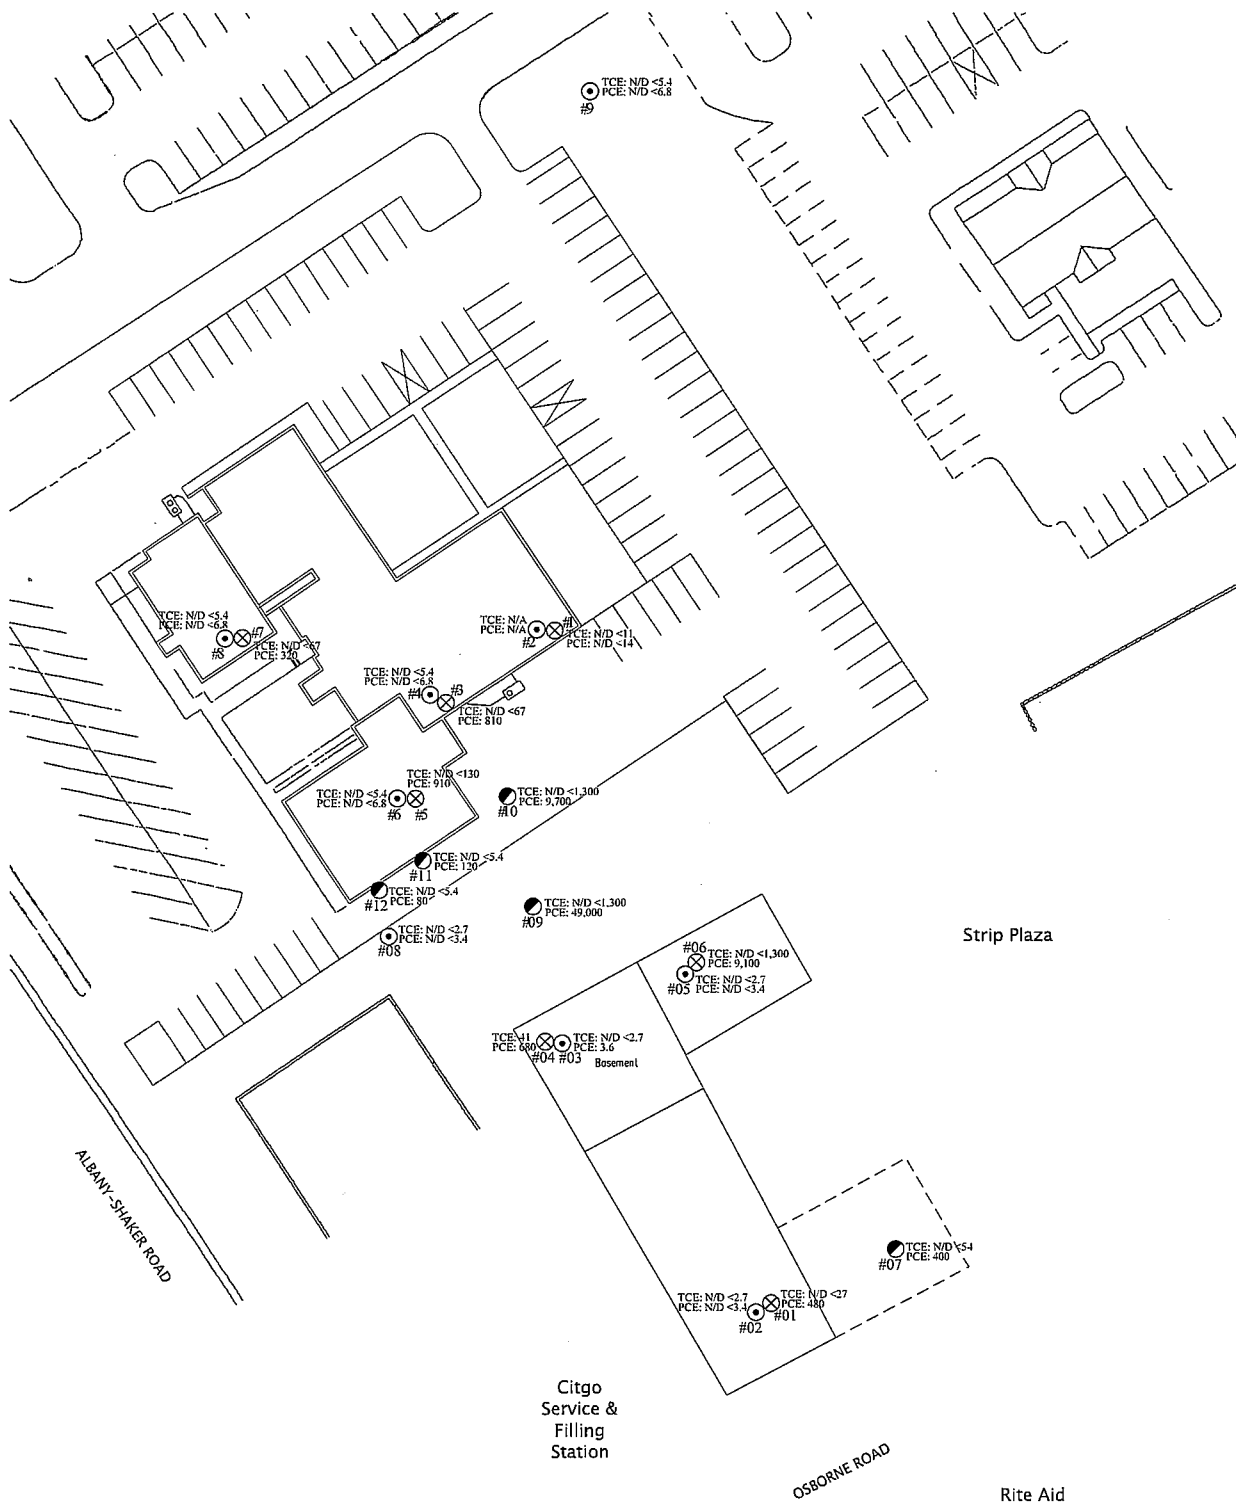 TCE: N/D <5.4
PCE: N/D <6.8
#9
TCE: N/D <5.4
PCE: N/D <6.8
#8
#7
TCE: N/D <67
PCE: 320
TCE: N/A
PCE: N/A
#2
#1
TCE: N/D <11
PCE: N/D <14
TCE: N/D <5.4
PCE: N/D <6.8
#4
#3
TCE: N/D <67
PCE: 810
TCE: N/D <130
PCE: 910
TCE: N/D <5.4
PCE: N/D <6.8
#6
#5
TCE: N/D <1,300
PCE: 9,700
#10
TCE: N/D <5.4
PCE: 120
#11
TCE: N/D <5.4
PCE: 80
#12
TCE: N/D <1,300
PCE: 49,000
#09
TCE: N/D <2.7
PCE: N/D <3.4
#08
Strip Plaza
#06
TCE: N/D <1,300
PCE: 9,100
TCE: N/D <2.7
PCE: N/D <3.4
#05
TCE: 41
PCE: 680
#04
#03
TCE: N/D <2.7
PCE: 3.6
Basement
ALBANY-SHAKER ROAD
TCE: N/D <54
PCE: 400
#07
TCE: N/D <2.7
PCE: N/D <3.4
#02
TCE: N/D <27
PCE: 480
#01
Citgo
Service &
Filling
Station
OSBORNE ROAD
Rite Aid